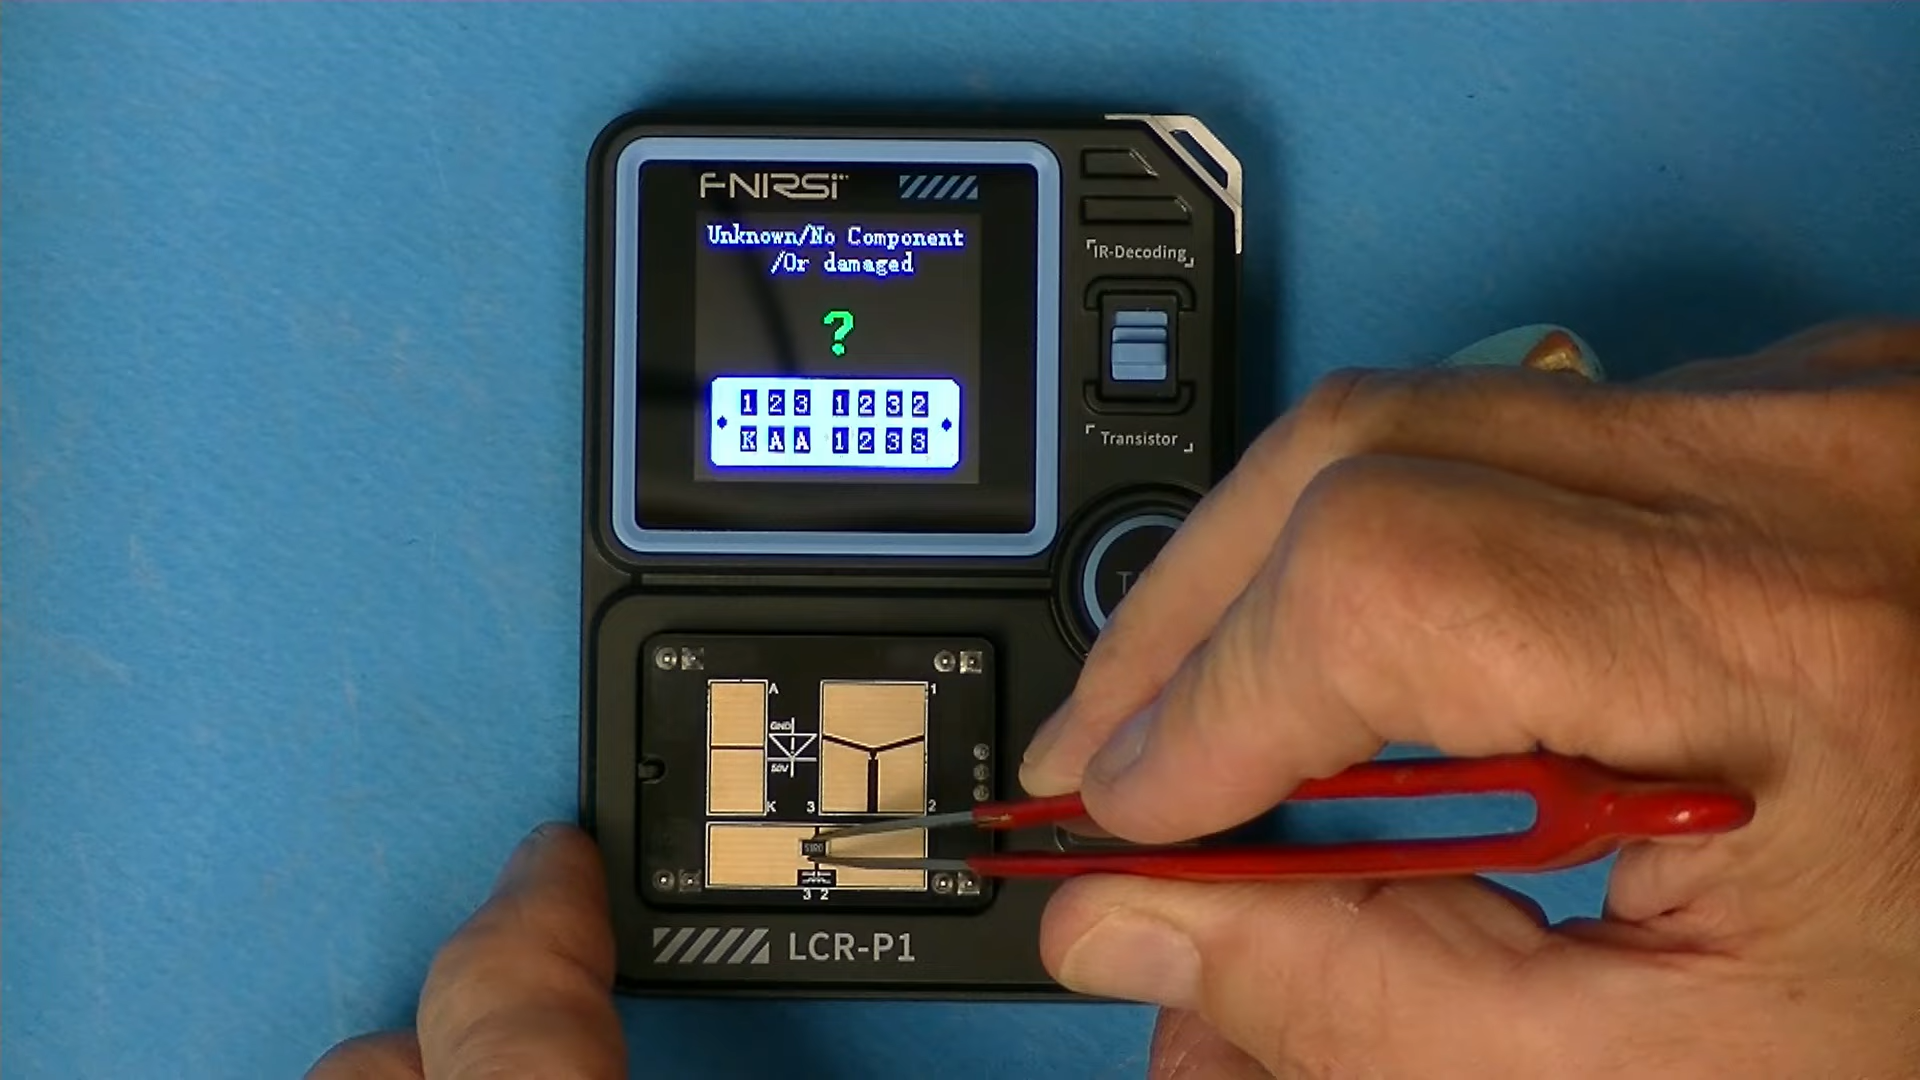 FNIRSI
Unknown/No Component
/Or damaged
?
1 2 3 1 2 3 2
K A A 1 2 3 3
IR-Decoding
Transistor
A
GND
50V
K
1
3
2
3 2
LCR-P1